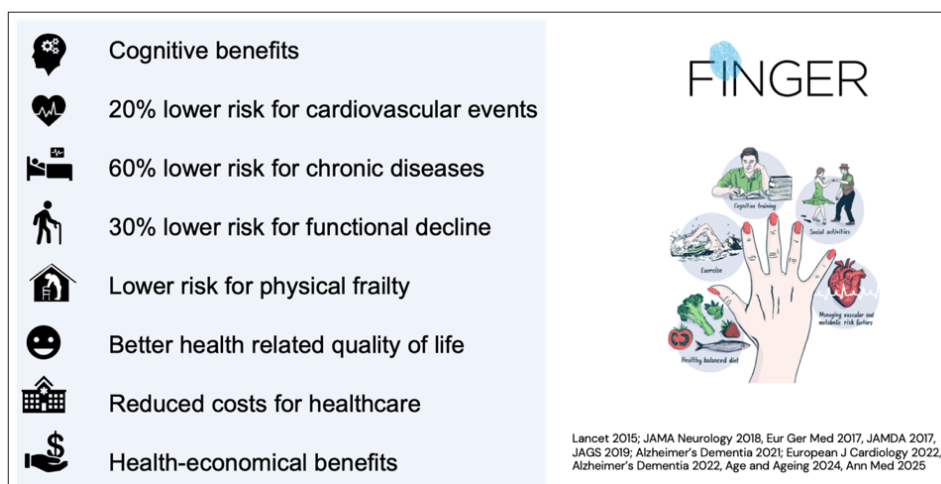 Cognitive benefits
20% lower risk for cardiovascular events
60% lower risk for chronic diseases
30% lower risk for functional decline
Lower risk for physical frailty
Better health related quality of life
Reduced costs for healthcare
$
Health-economical benefits
FINGER
Cognitive training
Social activities
Exercise
Managing vascular and
metabolic risk factors
Healthy balanced diet
Lancet 2015; JAMA Neurology 2018, Eur Ger Med 2017, JAMDA 2017,
JAGS 2019; Alzheimer's Dementia 2021; European J Cardiology 2022,
Alzheimer's Dementia 2022, Age and Ageing 2024, Ann Med 2025